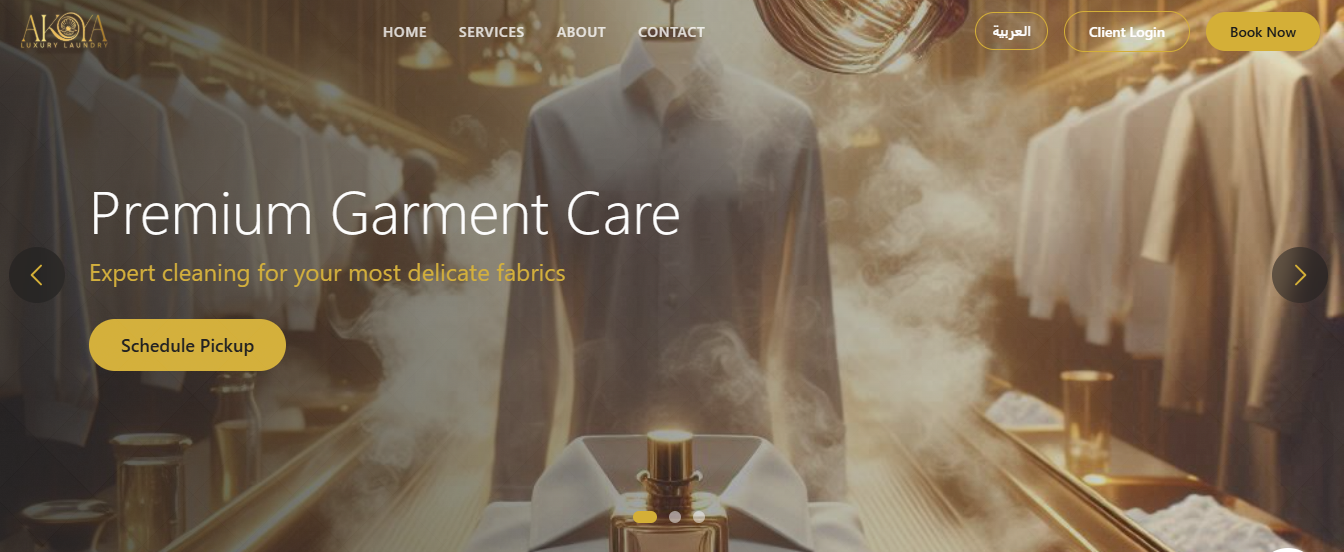 AKOYA
LUXURY LAUNDRY
HOME
SERVICES
ABOUT
CONTACT
العربية
Client Login
Book Now
Premium Garment Care
Expert cleaning for your most delicate fabrics
Schedule Pickup